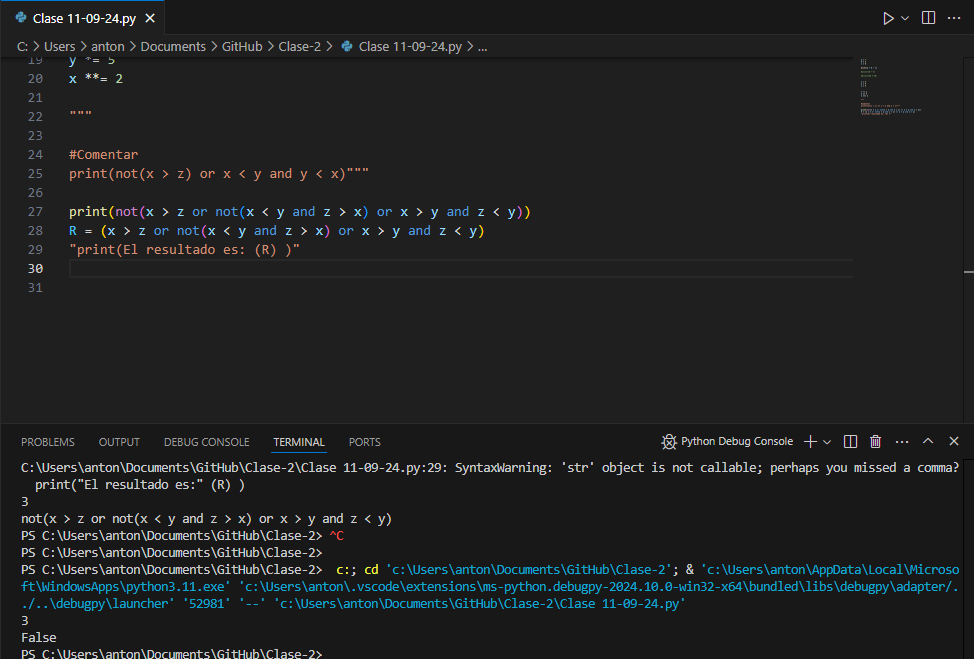 Clase 11-09-24.py
C: > Users > anton > Documents > GitHub > Clase-2 > Clase 11-09-24.py > ...
19 y *= 5
20 x **= 2
21
22 """
23
24 #Comentar
25 print(not(x > z) or x < y and y < x)"""
26
27 print(not(x > z or not(x < y and z > x) or x > y and z < y))
28 R = (x > z or not(x < y and z > x) or x > y and z < y)
29 "print(El resultado es: (R) )"
30
31
PROBLEMS OUTPUT DEBUG CONSOLE TERMINAL PORTS Python Debug Console
C:\Users\anton\Documents\GitHub\Clase-2\Clase 11-09-24.py:29: SyntaxWarning: 'str' object is not callable; perhaps you missed a comma?
print("El resultado es:" (R) )
3
not(x > z or not(x < y and z > x) or x > y and z < y)
PS C:\Users\anton\Documents\GitHub\Clase-2> ^C
PS C:\Users\anton\Documents\GitHub\Clase-2>
PS C:\Users\anton\Documents\GitHub\Clase-2> c:; cd 'c:\Users\anton\Documents\GitHub\Clase-2'; & 'c:\Users\anton\AppData\Local\Microso
ft\WindowsApps\python3.11.exe' 'c:\Users\anton\.vscode\extensions\ms-python.debugpy-2024.10.0-win32-x64\bundled\libs\debugpy\adapter/.
./..\debugpy\launcher' '52981' '--' 'c:\Users\anton\Documents\GitHub\Clase-2\Clase 11-09-24.py'
3
False
PS C:\Users\anton\Documents\GitHub\Clase-2>